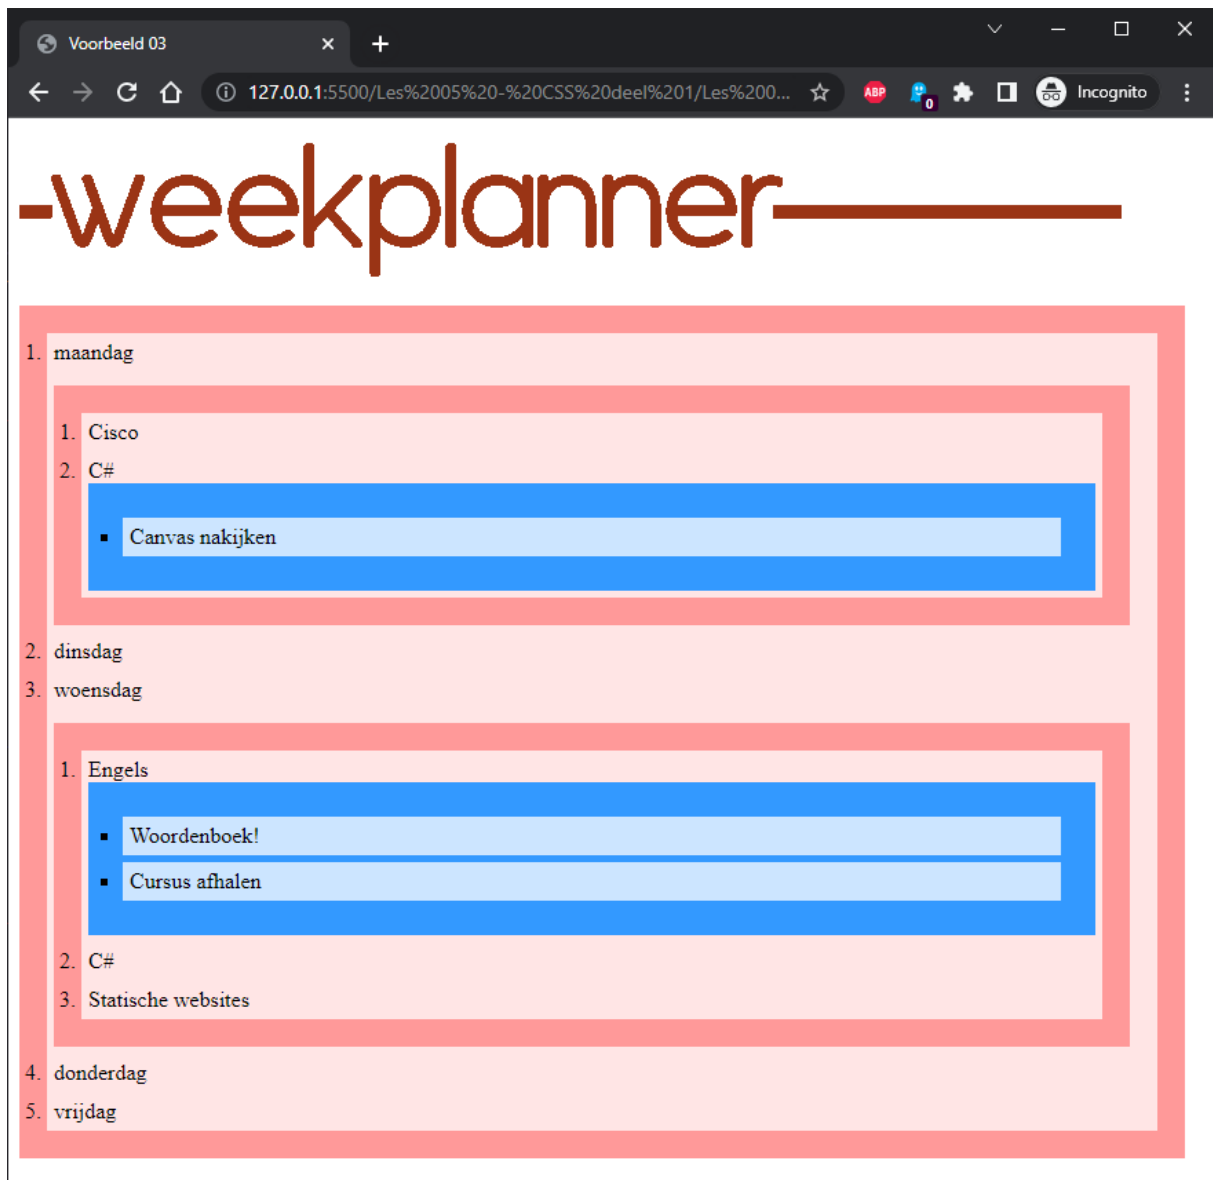 Voorbeeld 03
127.0.0.1:5500/Les%2005%20-%20CSS%20deel%201/Les%200...
ABP
0
Incognito
weekplanner
1. maandag
1. Cisco
2. C#
▪ Canvas nakijken
2. dinsdag
3. woensdag
1. Engels
▪ Woordenboek!
▪ Cursus afhalen
2. C#
3. Statische websites
4. donderdag
5. vrijdag